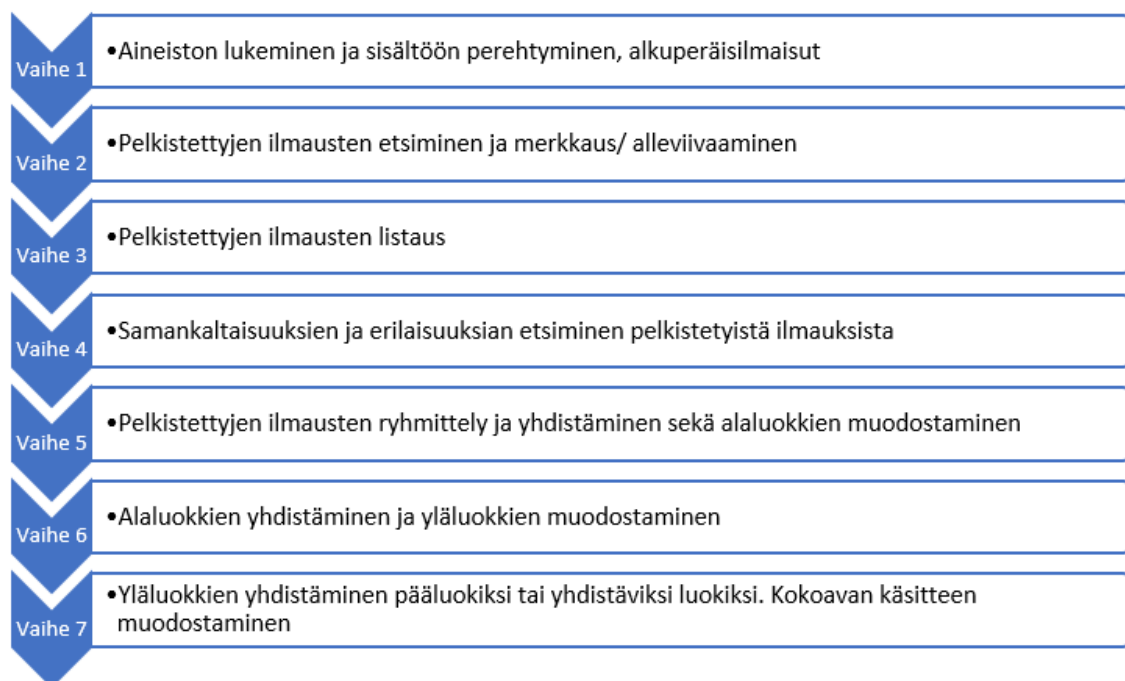 Vaihe 1
•Aineiston lukeminen ja sisältöön perehtyminen, alkuperäisilmaisut
Vaihe 2
•Pelkistettyjen ilmausten etsiminen ja merkkaus/ alleviivaaminen
Vaihe 3
•Pelkistettyjen ilmausten listaus
Vaihe 4
•Samankaltaisuuksien ja erilaisuuksian etsiminen pelkistetyistä ilmauksista
Vaihe 5
•Pelkistettyjen ilmausten ryhmittely ja yhdistäminen sekä alaluokkien muodostaminen
Vaihe 6
•Alaluokkien yhdistäminen ja yläluokkien muodostaminen
Vaihe 7
•Yläluokkien yhdistäminen pääluokiksi tai yhdistäviksi luokiksi. Kokoavan käsitteen
muodostaminen